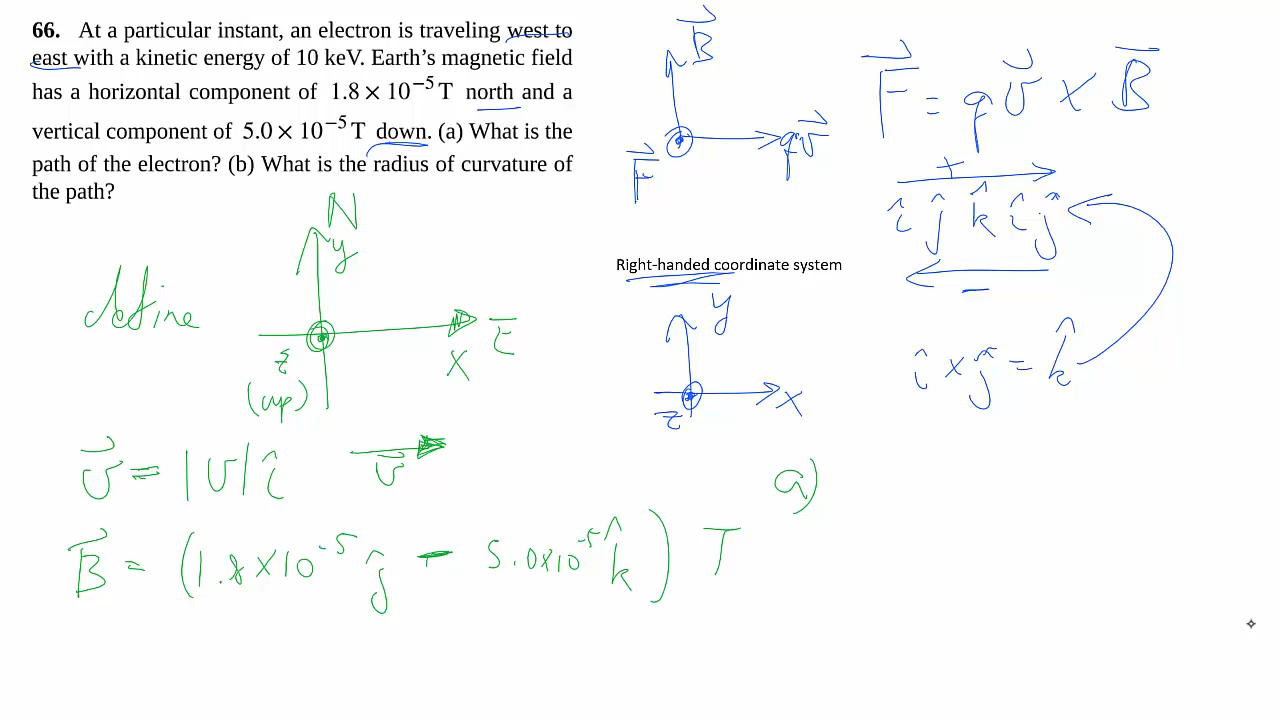 66. At a particular instant, an electron is traveling west to
east with a kinetic energy of 10 keV. Earth's magnetic field
has a horizontal component of 1.8 × 10⁻⁵ T north and a
vertical component of 5.0 × 10⁻⁵ T down. (a) What is the
path of the electron? (b) What is the radius of curvature of
the path?
B⃗
qv⃗
F⃗
F⃗ = q v⃗ × B⃗
+
î ĵ k̂ î ĵ
−
î × ĵ = k̂
Right-handed coordinate system
y
x
z
define
N
y
E
x
z
(up)
v⃗ = |v| î
v⃗
B⃗ = (1.8×10⁻⁵ ĵ − 5.0×10⁻⁵ k̂) T
a)